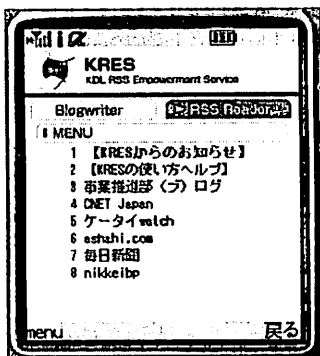 KRES
KDL RSS Empowerment Service
Blogwriter RSS Reader
MENU
1 【KRESからのお知らせ】
2 【KRESの使い方ヘルプ】
3 事業推進部〈ブ〉ログ
4 CNET Japan
5 ケータイwatch
6 asahi.com
7 毎日新聞
8 nikkeibp
menu 戻る